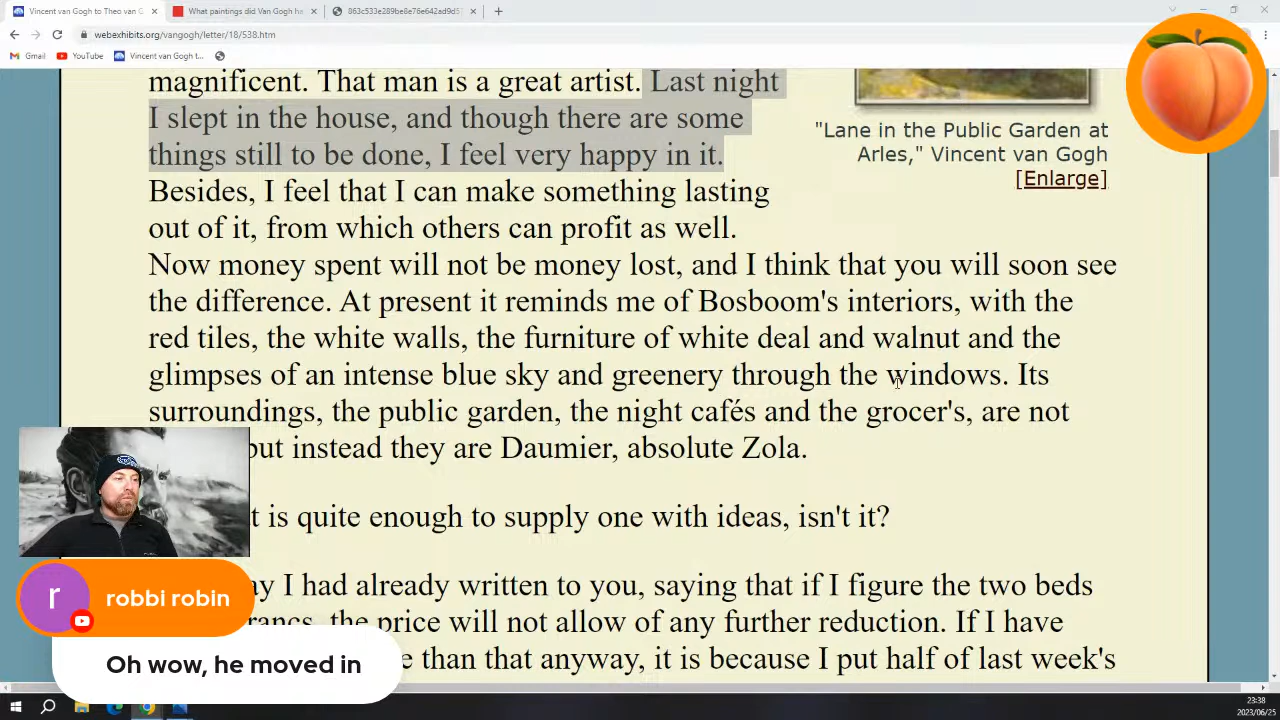 Vincent van Gogh to Theo van G
What paintings did Van Gogh ha
863c533e289be8e76e642ad9d5
webexhibits.org/vangogh/letter/18/538.htm
Gmail YouTube Vincent van Gogh t...
magnificent. That man is a great artist. Last night
I slept in the house, and though there are some
things still to be done, I feel very happy in it.
Besides, I feel that I can make something lasting
out of it, from which others can profit as well.
"Lane in the Public Garden at
Arles," Vincent van Gogh
[Enlarge]
Now money spent will not be money lost, and I think that you will soon see
the difference. At present it reminds me of Bosboom's interiors, with the
red tiles, the white walls, the furniture of white deal and walnut and the
glimpses of an intense blue sky and greenery through the windows. Its
surroundings, the public garden, the night cafés and the grocer's, are not
but instead they are Daumier, absolute Zola.
t is quite enough to supply one with ideas, isn't it?
ay I had already written to you, saying that if I figure the two beds
the price will not allow of any further reduction. If I have
e than that anyway, it is because I put half of last week's
r robbi robin
Oh wow, he moved in
23:38
2023/06/25